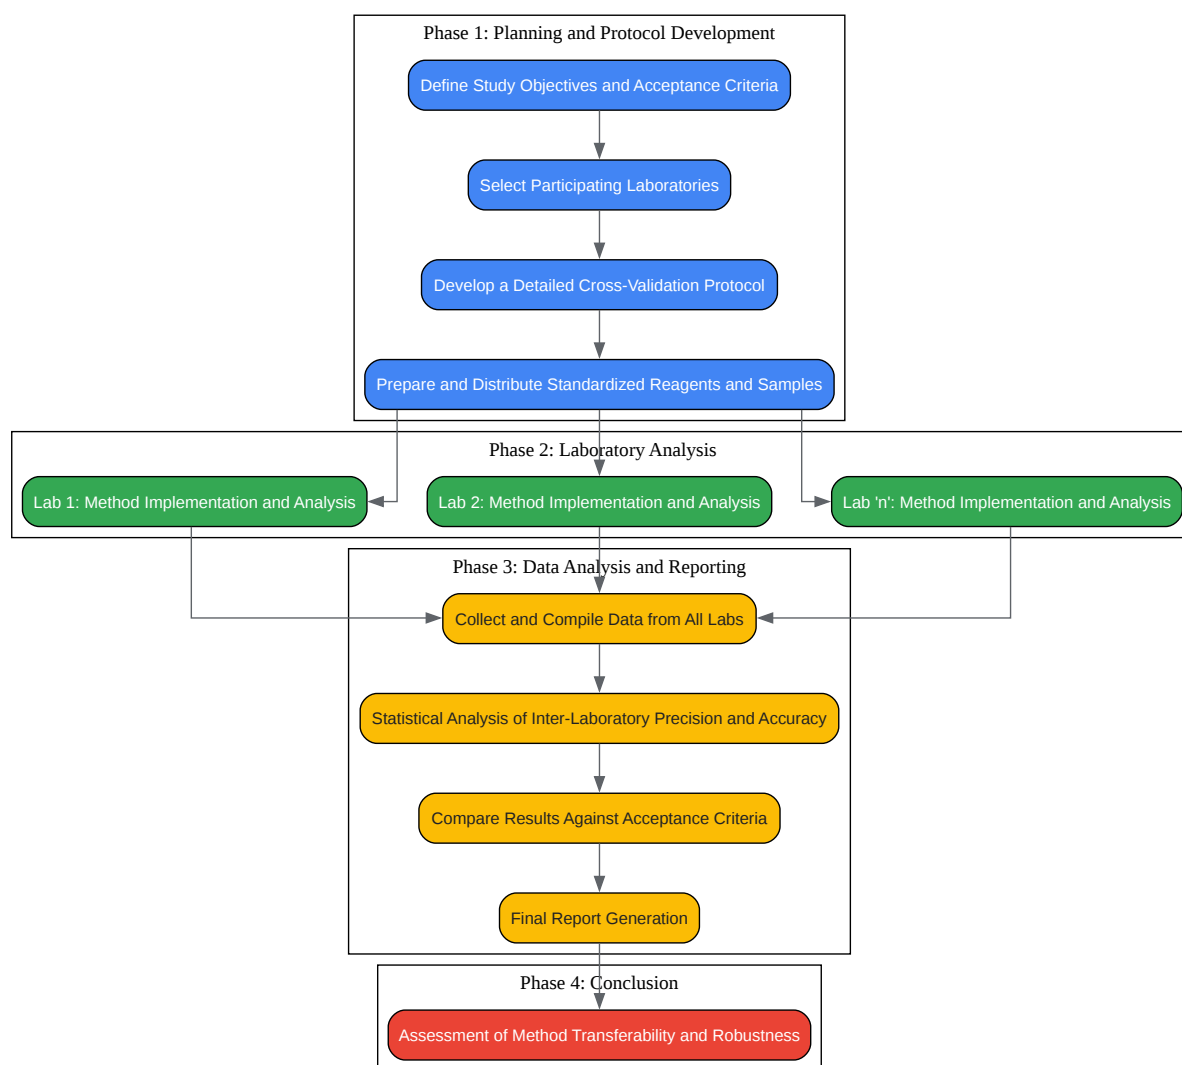 Phase 1: Planning and Protocol Development
Define Study Objectives and Acceptance Criteria
Select Participating Laboratories
Develop a Detailed Cross-Validation Protocol
Prepare and Distribute Standardized Reagents and Samples
Phase 2: Laboratory Analysis
Lab 1: Method Implementation and Analysis
Lab 2: Method Implementation and Analysis
Lab 'n': Method Implementation and Analysis
Phase 3: Data Analysis and Reporting
Collect and Compile Data from All Labs
Statistical Analysis of Inter-Laboratory Precision and Accuracy
Compare Results Against Acceptance Criteria
Final Report Generation
Phase 4: Conclusion
Assessment of Method Transferability and Robustness